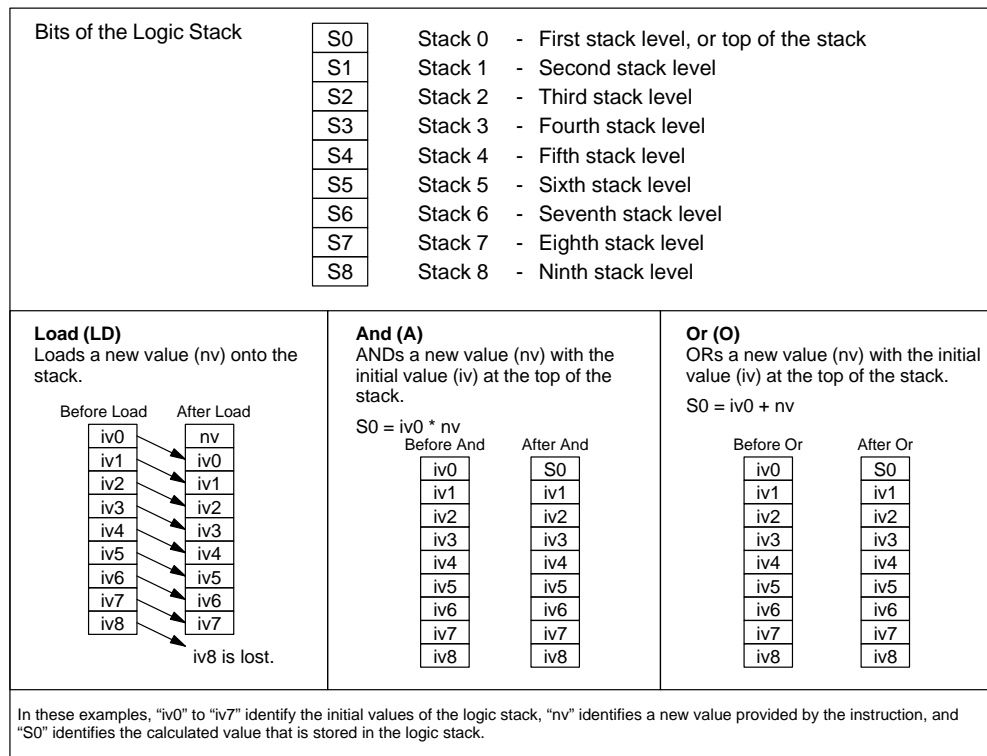 Bits of the Logic Stack
S0 Stack 0 - First stack level, or top of the stack
S1 Stack 1 - Second stack level
S2 Stack 2 - Third stack level
S3 Stack 3 - Fourth stack level
S4 Stack 4 - Fifth stack level
S5 Stack 5 - Sixth stack level
S6 Stack 6 - Seventh stack level
S7 Stack 7 - Eighth stack level
S8 Stack 8 - Ninth stack level
Load (LD)
Loads a new value (nv) onto the
stack.
Before Load After Load
iv0 nv
iv1 iv0
iv2 iv1
iv3 iv2
iv4 iv3
iv5 iv4
iv6 iv5
iv7 iv6
iv8 iv7
iv8 is lost.
And (A)
ANDs a new value (nv) with the
initial value (iv) at the top of the
stack.
S0 = iv0 * nv
Before And After And
iv0 S0
iv1 iv1
iv2 iv2
iv3 iv3
iv4 iv4
iv5 iv5
iv6 iv6
iv7 iv7
iv8 iv8
Or (O)
ORs a new value (nv) with the initial
value (iv) at the top of the stack.
S0 = iv0 + nv
Before Or After Or
iv0 S0
iv1 iv1
iv2 iv2
iv3 iv3
iv4 iv4
iv5 iv5
iv6 iv6
iv7 iv7
iv8 iv8
In these examples, “iv0” to “iv7” identify the initial values of the logic stack, “nv” identifies a new value provided by the instruction, and
“S0” identifies the calculated value that is stored in the logic stack.